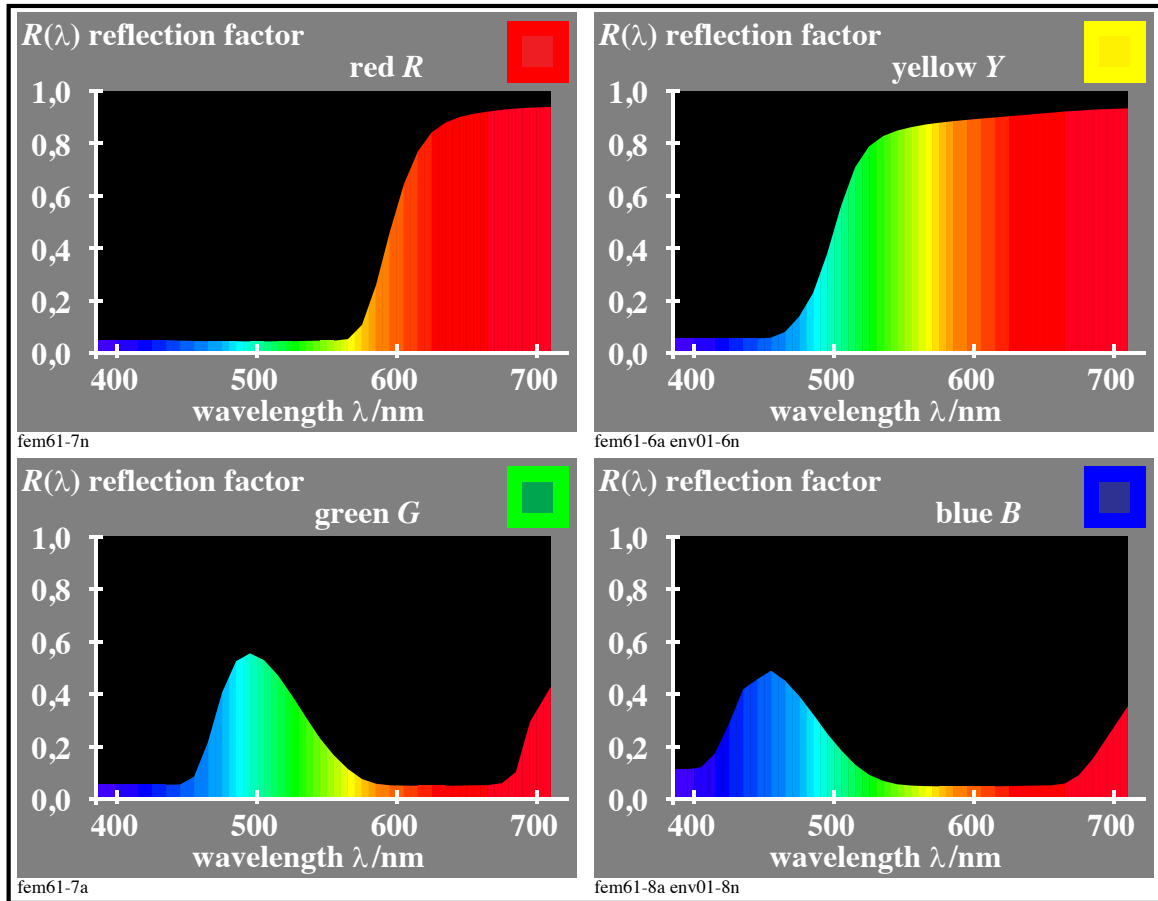 R(λ) reflection factor
red R
1,0
0,8
0,6
0,4
0,2
0,0
400 500 600 700
wavelength λ/nm
fem61-7n
R(λ) reflection factor
yellow Y
1,0
0,8
0,6
0,4
0,2
0,0
400 500 600 700
wavelength λ/nm
fem61-6a env01-6n
R(λ) reflection factor
green G
1,0
0,8
0,6
0,4
0,2
0,0
400 500 600 700
wavelength λ/nm
fem61-7a
R(λ) reflection factor
blue B
1,0
0,8
0,6
0,4
0,2
0,0
400 500 600 700
wavelength λ/nm
fem61-8a env01-8n